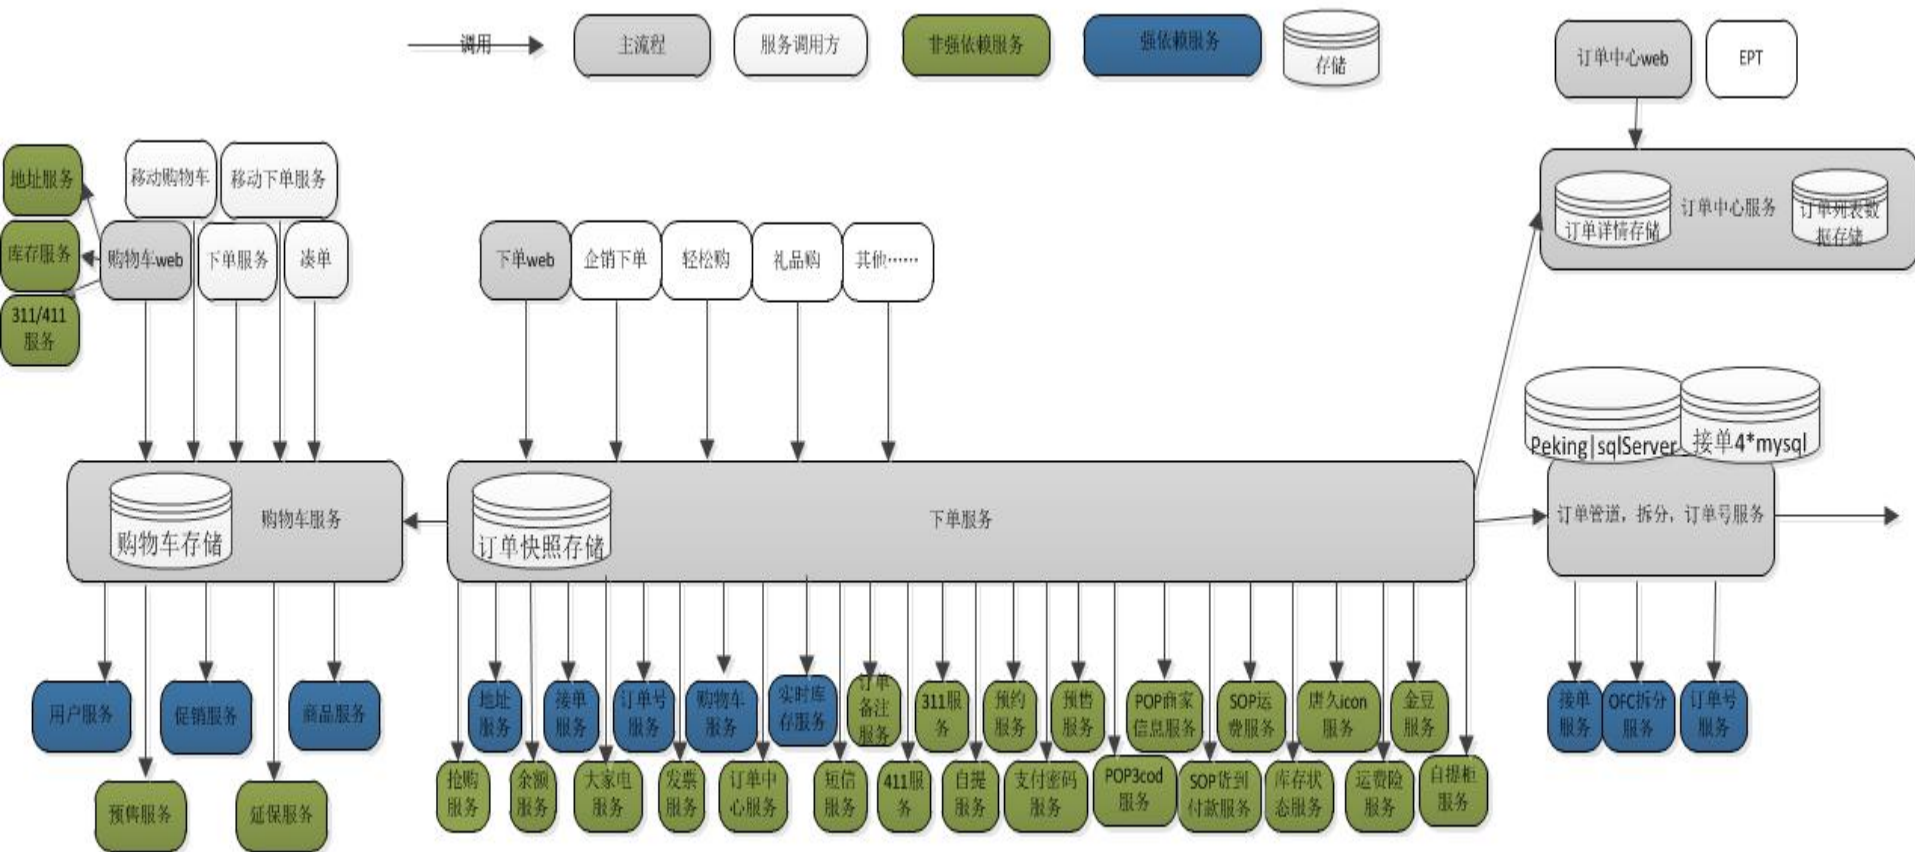 调用
主流程
服务调用方
非强依赖服务
强依赖服务
存储
订单中心web
EPT
地址服务
移动购物车
移动下单服务
库存服务
购物车web
下单服务
凑单
311/411
服务
下单web
企销下单
轻松购
礼品购
其他……
订单详情存储
订单中心服务
订单列表数
据存储
Peking|sqlServer
接单4*mysql
购物车存储
购物车服务
订单快照存储
下单服务
订单管道，拆分，订单号服务
用户服务
促销服务
商品服务
预售服务
延保服务
地址
服务
接单
服务
订单号
服务
购物车
服务
实时库
存服务
订单
备注
服务
311服
务
预约
服务
预售
服务
POP商家
信息服务
SOP运
费服务
唐久icon
服务
金豆
服务
抢购
服务
余额
服务
大家电
服务
发票
服务
订单中
心服务
短信
服务
411服
务
自提
服务
支付密码
服务
POP3cod
服务
SOP货到
付款服务
库存状
态服务
运费险
服务
自提柜
服务
接单
服务
OFC拆分
服务
订单号
服务